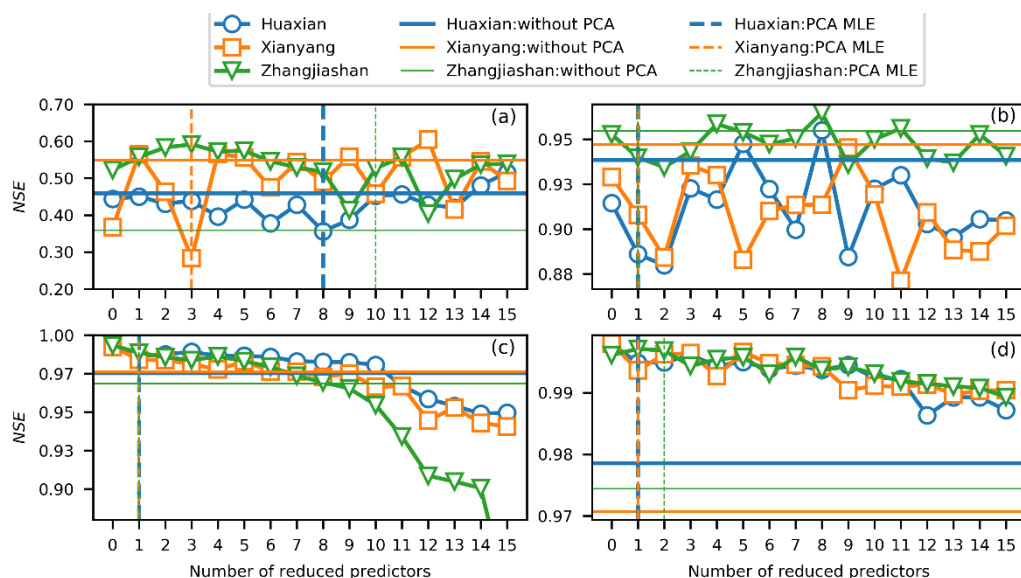 Huaxian Huaxian:without PCA Huaxian:PCA MLE
Xianyang Xianyang:without PCA Xianyang:PCA MLE
Zhangjiashan Zhangjiashan:without PCA Zhangjiashan:PCA MLE
0.70 (a) (b)
0.95
0.60
NSE 0.50 NSE 0.93
0.40 0.90
0.30
0.88
0.20
0 1 2 3 4 5 6 7 8 9 10 11 12 13 14 15 0 1 2 3 4 5 6 7 8 9 10 11 12 13 14 15
1.00 (c) (d)
0.97
0.99
NSE 0.95 NSE
0.98
0.93
0.90
0.97
0 1 2 3 4 5 6 7 8 9 10 11 12 13 14 15 0 1 2 3 4 5 6 7 8 9 10 11 12 13 14 15
Number of reduced predictors Number of reduced predictors